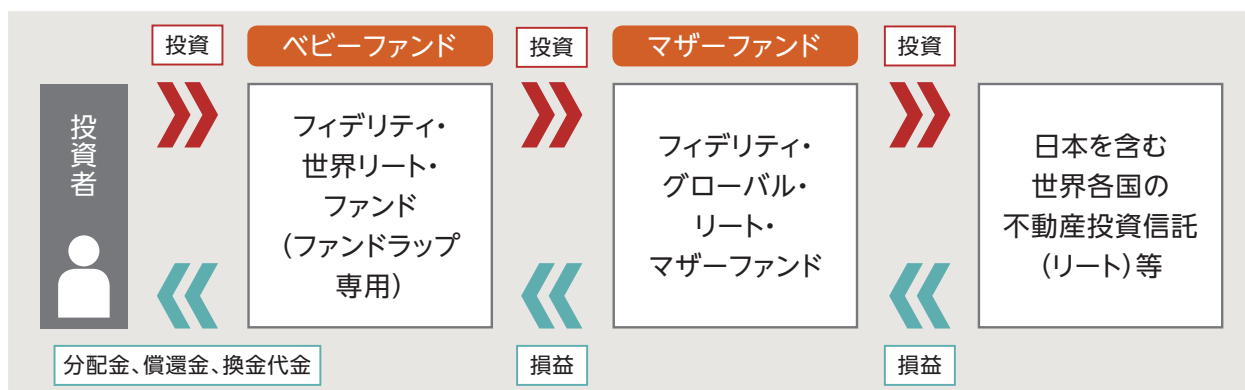 投資
ベビーファンド
投資
マザーファンド
投資
投資者
フィデリティ・
世界リート・
ファンド
(ファンドラップ
専用)
フィデリティ・
グローバル・
リート・
マザーファンド
日本を含む
世界各国の
不動産投資信託
(リート)等
分配金、償還金、換金代金
損益
損益